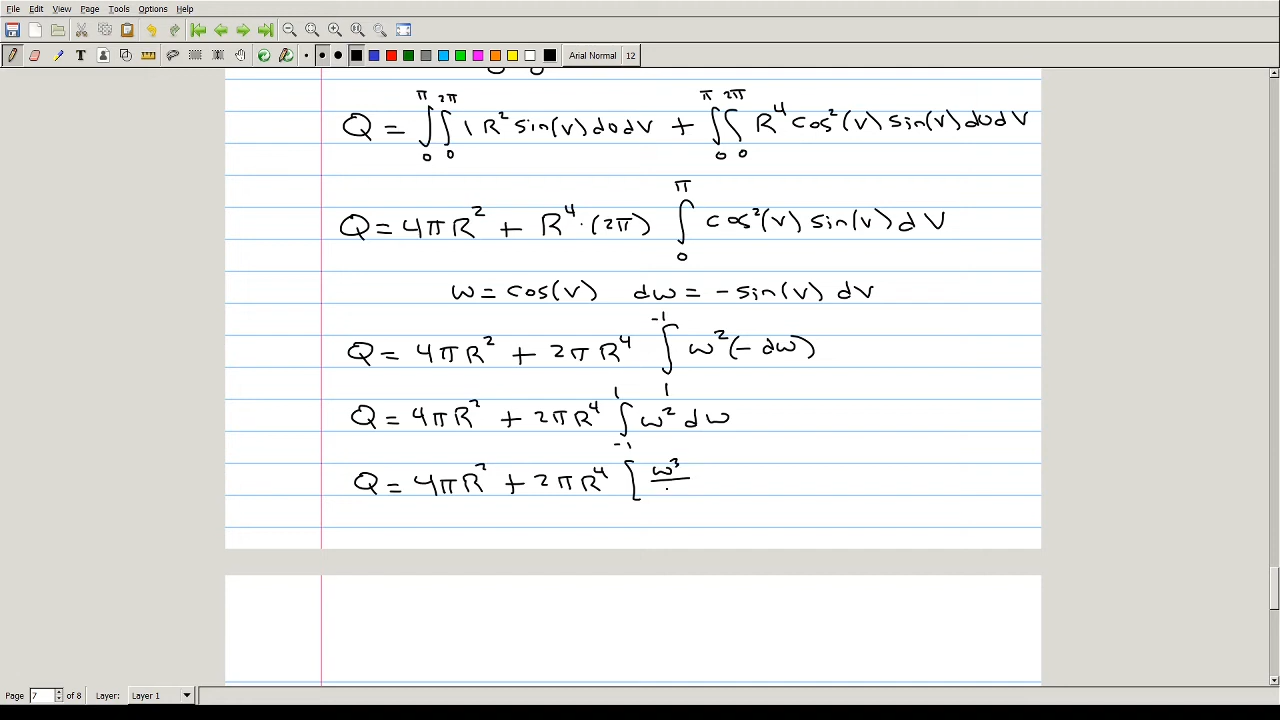 File Edit View Page Tools Options Help
T Arial Normal 12
Q = ∫₀^π ∫₀^2π 1 R² sin(v) dθ dv + ∫₀^π ∫₀^2π R⁴ cos²(v) sin(v) dθ dv
Q = 4πR² + R⁴ · (2π) ∫₀^π cos²(v) sin(v) dv
w = cos(v) dw = - sin(v) dv
Q = 4πR² + 2πR⁴ ∫₁^-1 w² (- dw)
Q = 4πR² + 2πR⁴ ∫₋₁^1 w² dw
Q = 4πR² + 2πR⁴ [ w³
Page 7 of 8 Layer: Layer 1